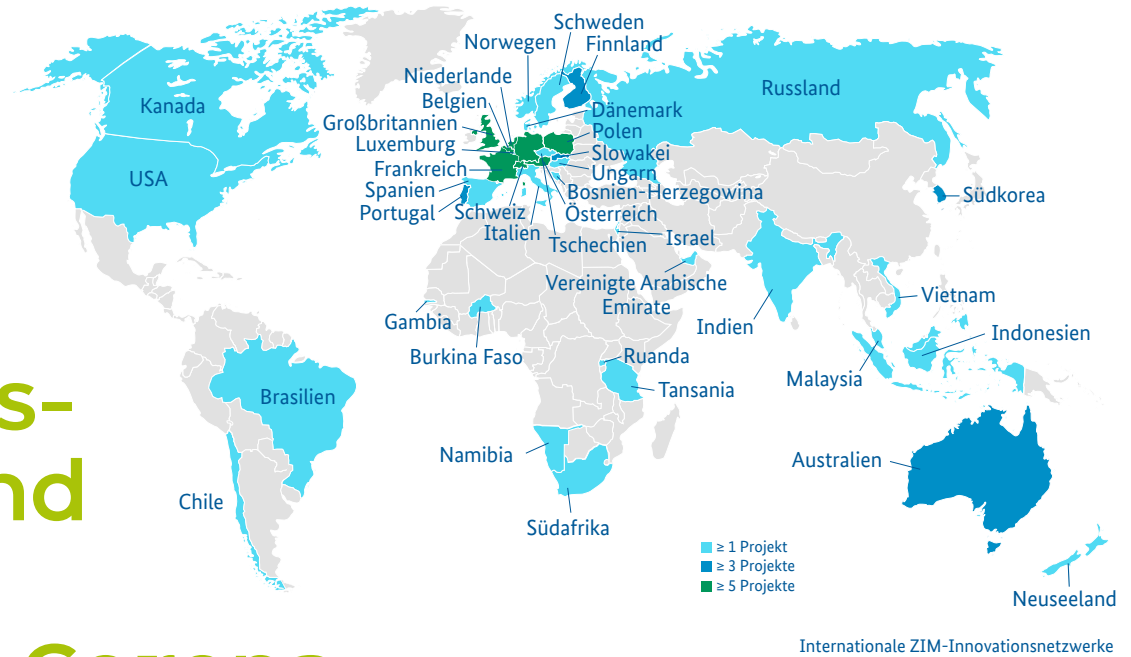 Schweden
Norwegen
Finnland
Niederlande
Belgien
Großbritannien
Luxemburg
Frankreich
Spanien
Portugal
Schweiz
Italien
Dänemark
Polen
Slowakei
Ungarn
Bosnien-Herzegowina
Österreich
Tschechien
Israel
Vereinigte Arabische
Emirate
Kanada
USA
Russland
Südkorea
Gambia
Burkina Faso
Ruanda
Tansania
Indien
Vietnam
Indonesien
Malaysia
Brasilien
Namibia
Australien
Chile
Südafrika
s-
nd
≥ 1 Projekt
≥ 3 Projekte
≥ 5 Projekte
Neuseeland
Internationale ZIM-Innovationsnetzwerke